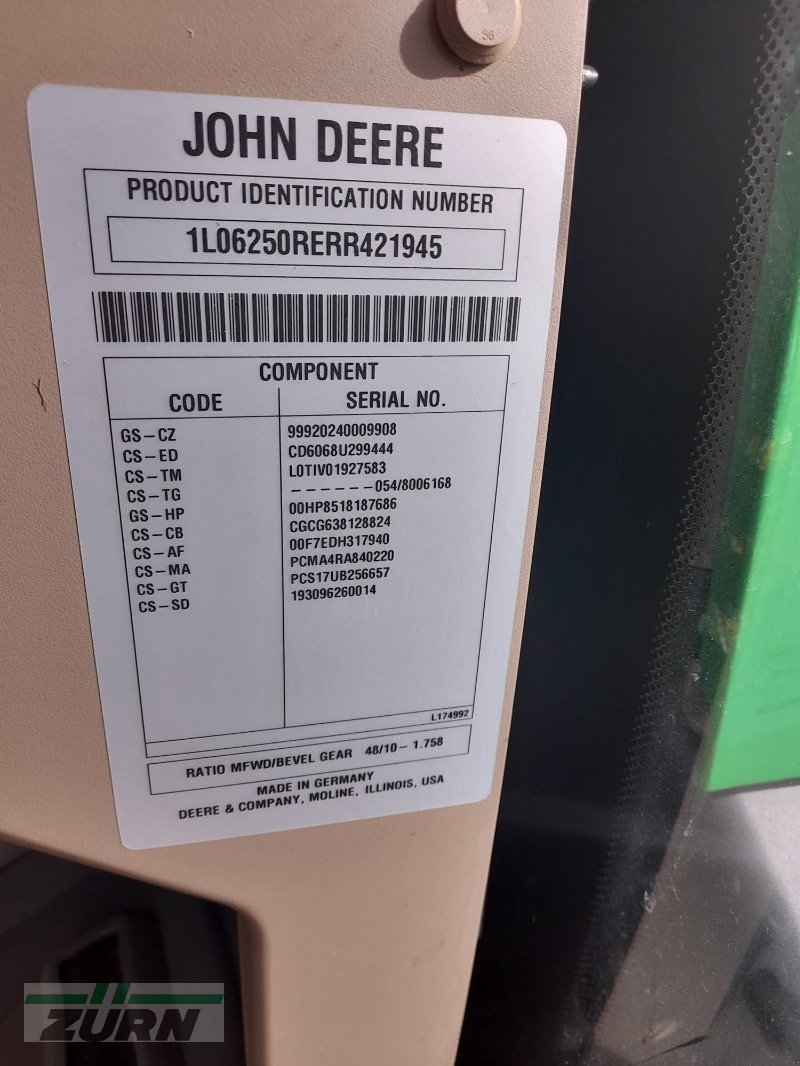 56
JOHN DEERE
PRODUCT IDENTIFICATION NUMBER
1L06250RERR421945
COMPONENT
CODE SERIAL NO.
GS-CZ 99920240009908
CS-ED CD6068U299444
CS-TM L0TIV01927583
CS-TG ------054/8006168
GS-HP 00HP8518187686
CS-CB CGCG638128824
CS-AF 00F7EDH317940
CS-MA PCMA4RA840220
CS-GT PCS17UB256657
CS-SD 193096260014
L174992
RATIO MFWD/BEVEL GEAR 48/10- 1.758
MADE IN GERMANY
DEERE & COMPANY, MOLINE, ILLINOIS, USA
ZÜRN